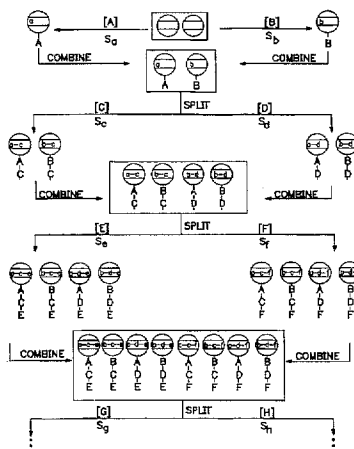 [A] [B]
a Sa Sb b
A B
COMBINE COMBINE
a b
A B
SPLIT
[C] [D]
Sc Sd
a-c b-c a-d b-d
A B A B
C C D D
COMBINE COMBINE
a-c b-c a-d b-d
A B A B
C C D D
SPLIT
[E] [F]
Se Sf
a-c-e b-c-e a-d-e b-d-e a-c-f b-c-f a-d-f b-d-f
A B A B A B A B
C C D D C C D D
E E E E F F F F
COMBINE COMBINE
A B A B A B A B
C C D D C C D D
E E E E F F F F
SPLIT
[G] [H]
Sg Sh